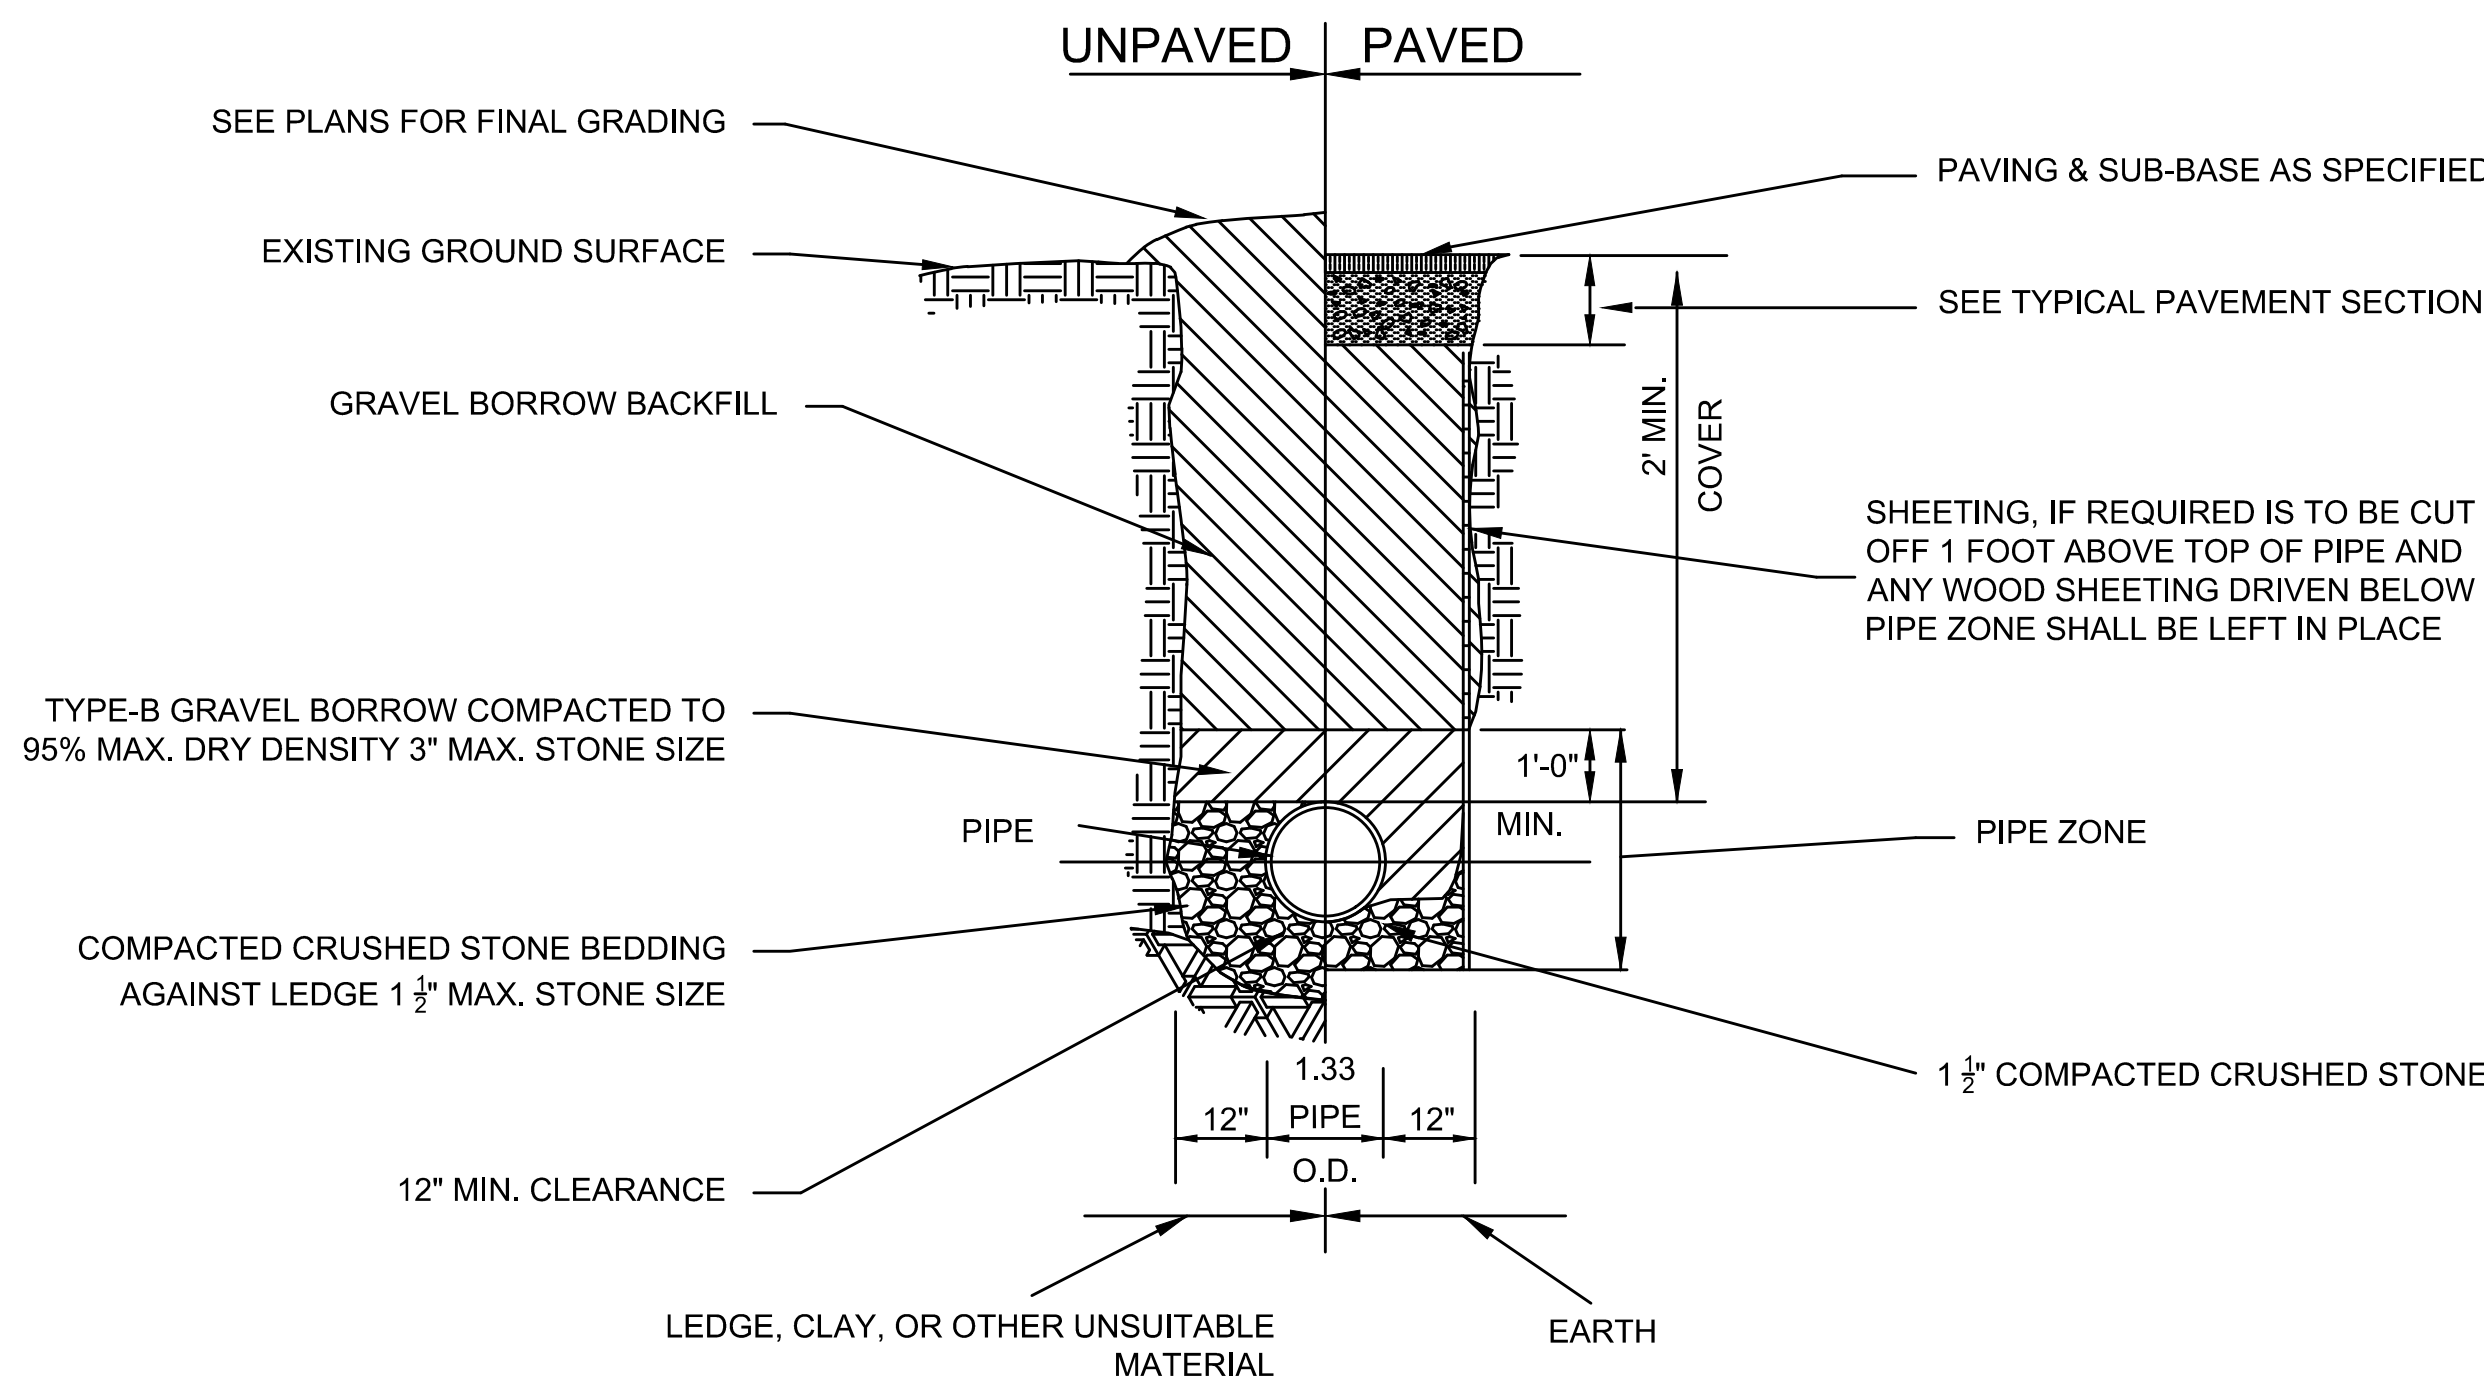 UNPAVED PAVED
SEE PLANS FOR FINAL GRADING
PAVING & SUB-BASE AS SPECIFIED
EXISTING GROUND SURFACE
SEE TYPICAL PAVEMENT SECTION
GRAVEL BORROW BACKFILL
2' MIN.
COVER
SHEETING, IF REQUIRED IS TO BE CUT
OFF 1 FOOT ABOVE TOP OF PIPE AND
ANY WOOD SHEETING DRIVEN BELOW
PIPE ZONE SHALL BE LEFT IN PLACE
TYPE-B GRAVEL BORROW COMPACTED TO
95% MAX. DRY DENSITY 3" MAX. STONE SIZE
1'-0"
MIN.
PIPE
PIPE ZONE
COMPACTED CRUSHED STONE BEDDING
AGAINST LEDGE 1 1/2" MAX. STONE SIZE
1 1/2" COMPACTED CRUSHED STONE
1.33
12" PIPE 12"
O.D.
12" MIN. CLEARANCE
LEDGE, CLAY, OR OTHER UNSUITABLE
MATERIAL
EARTH